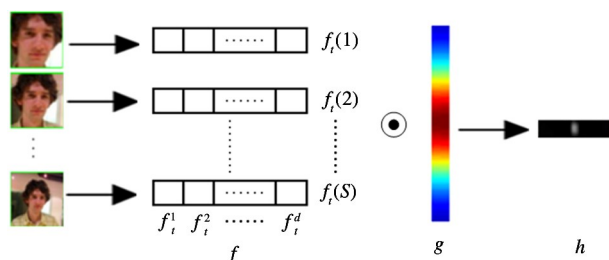 f_t(1)
f_t(2)
f_t(S)
f_t^1 f_t^2 ...... f_t^d
f g h